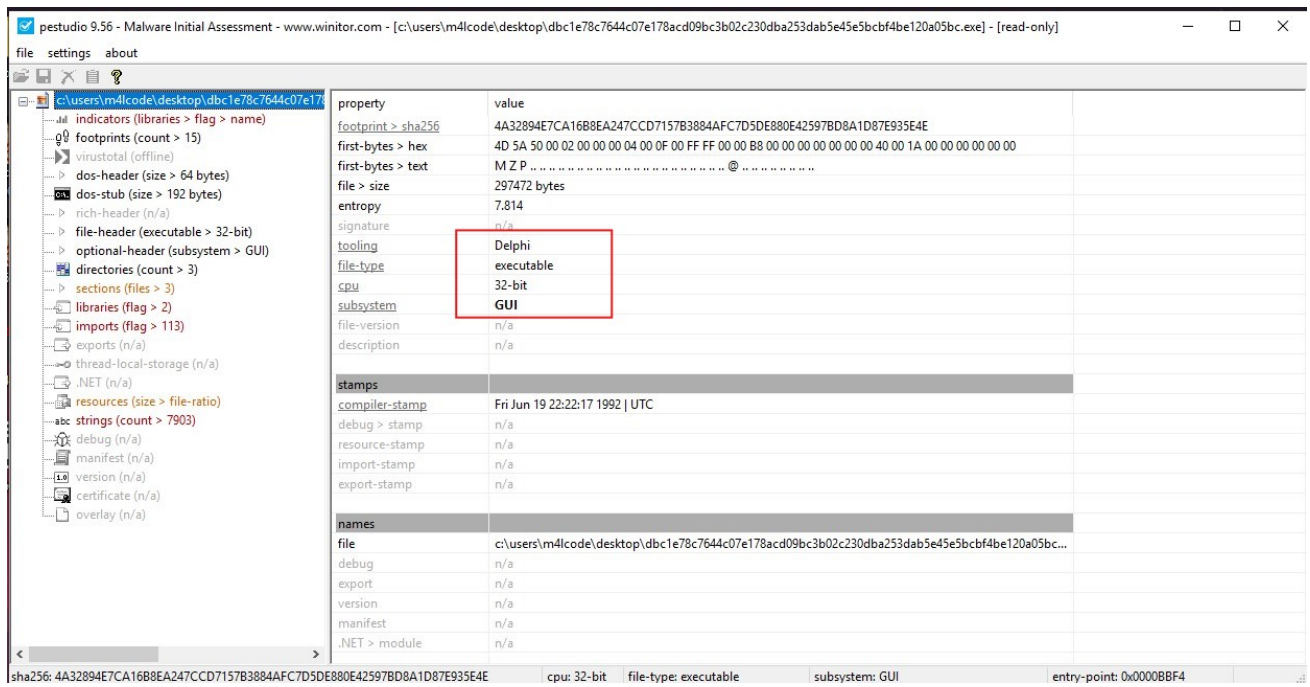 pestudio 9.56 - Malware Initial Assessment - www.winitor.com - [c:\users\m4lcode\desktop\dbc1e78c7644c07e178acd09bc3b02c230dba253dab5e45e5bcbf4be120a05bc.exe] - [read-only]
file settings about
c:\users\m4lcode\desktop\dbc1e78c7644c07e178
indicators (libraries > flag > name)
footprints (count > 15)
virustotal (offline)
dos-header (size > 64 bytes)
dos-stub (size > 192 bytes)
rich-header (n/a)
file-header (executable > 32-bit)
optional-header (subsystem > GUI)
directories (count > 3)
sections (files > 3)
libraries (flag > 2)
imports (flag > 113)
exports (n/a)
thread-local-storage (n/a)
.NET (n/a)
resources (size > file-ratio)
abc strings (count > 7903)
debug (n/a)
manifest (n/a)
1.0 version (n/a)
certificate (n/a)
overlay (n/a)
property value
footprint > sha256 4A32894E7CA16B8EA247CCD7157B3884AFC7D5DE880E42597BD8A1D87E935E4E
first-bytes > hex 4D 5A 50 00 02 00 00 00 04 00 0F 00 FF FF 00 00 B8 00 00 00 00 00 00 00 40 00 1A 00 00 00 00 00 00
first-bytes > text M Z P .. .. .. .. .. .. .. .. .. .. .. .. .. .. .. .. .. .. .. @ .. .. .. .. .. .. ..
file > size 297472 bytes
entropy 7.814
signature n/a
tooling Delphi
file-type executable
cpu 32-bit
subsystem GUI
file-version n/a
description n/a
stamps
compiler-stamp Fri Jun 19 22:22:17 1992 | UTC
debug > stamp n/a
resource-stamp n/a
import-stamp n/a
export-stamp n/a
names
file c:\users\m4lcode\desktop\dbc1e78c7644c07e178acd09bc3b02c230dba253dab5e45e5bcbf4be120a05bc...
debug n/a
export n/a
version n/a
manifest n/a
.NET > module n/a
sha256: 4A32894E7CA16B8EA247CCD7157B3884AFC7D5DE880E42597BD8A1D87E935E4E cpu: 32-bit file-type: executable subsystem: GUI entry-point: 0x0000BBF4